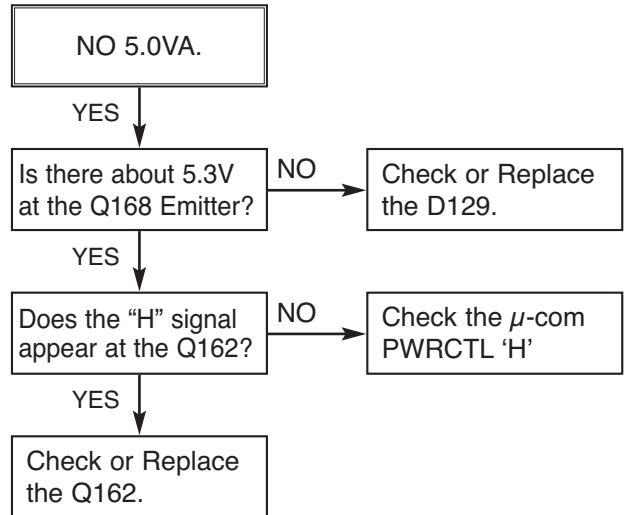 NO 5.0VA.
YES
Is there about 5.3V
at the Q168 Emitter?
NO
Check or Replace
the D129.
YES
Does the “H” signal
appear at the Q162?
NO
Check the µ-com
PWRCTL ‘H’
YES
Check or Replace
the Q162.